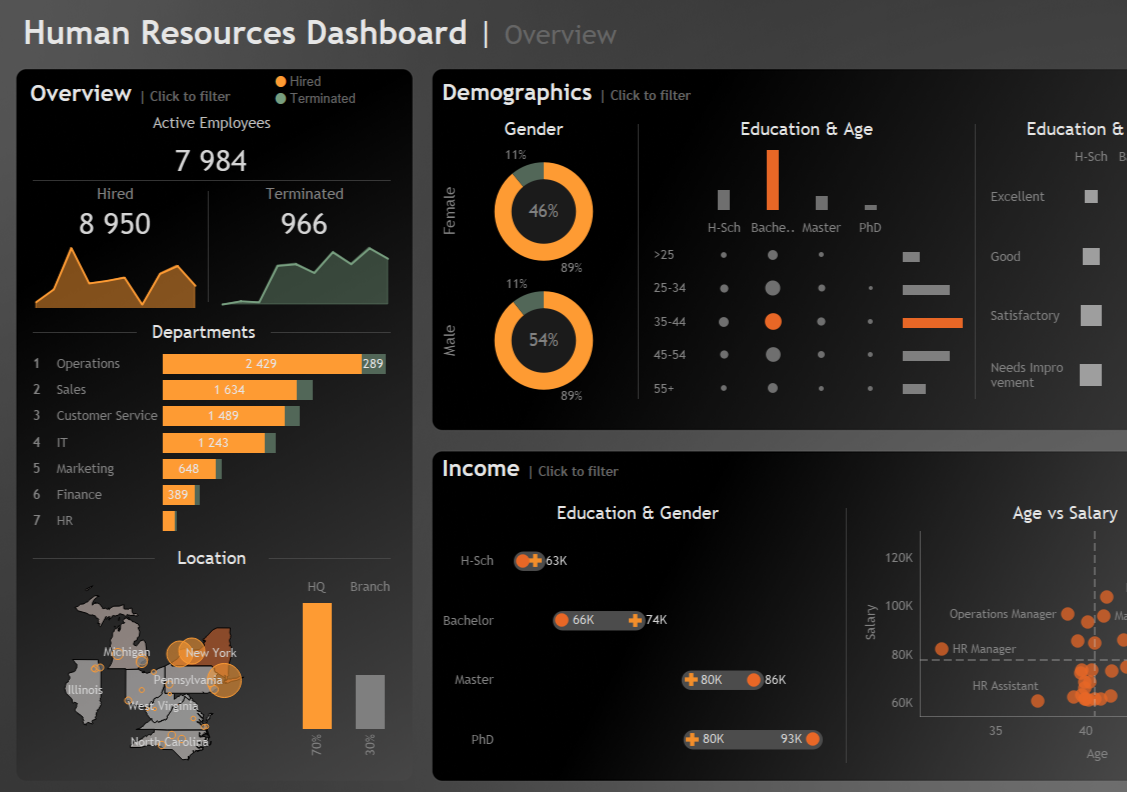 Human Resources Dashboard | Overview
Overview | Click to filter
Hired
Terminated
Active Employees
7 984
Hired
8 950
Terminated
966
Departments
1 Operations 2 429 289
2 Sales 1 634
3 Customer Service 1 489
4 IT 1 243
5 Marketing 648
6 Finance 389
7 HR
Location
Michigan
New York
Illinois
Pennsylvania
West Virginia
North Carolina
HQ Branch
70% 30%
Demographics | Click to filter
Gender
Female
11%
46%
89%
Male
11%
54%
89%
Education & Age
H-Sch Bache.. Master PhD
>25
25-34
35-44
45-54
55+
Education &
H-Sch
Excellent
Good
Satisfactory
Needs Impro
vement
Income | Click to filter
Education & Gender
H-Sch 63K
Bachelor 66K 74K
Master 80K 86K
PhD 80K 93K
Age vs Salary
Salary
120K
100K
80K
60K
Operations Manager
HR Manager
HR Assistant
35 40
Age